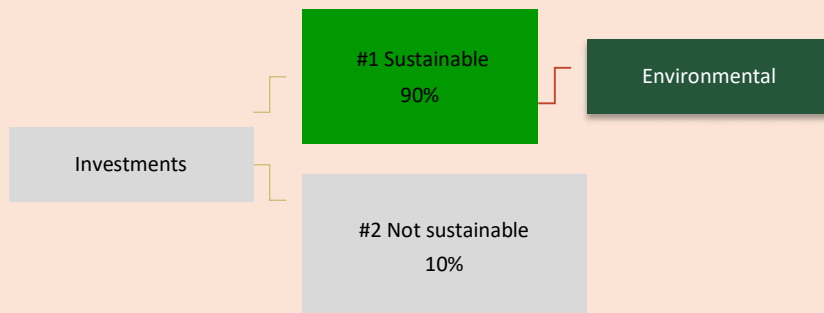 #1 Sustainable
90%
Environmental
Investments
#2 Not sustainable
10%